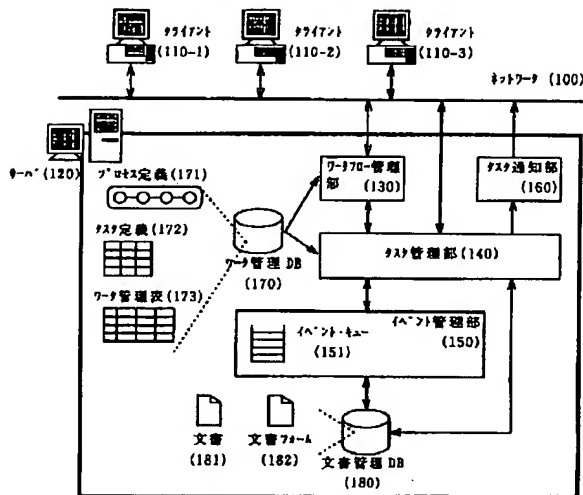 クライアント
(110-1)
クライアント
(110-2)
クライアント
(110-3)
ネットワーク (100)
サーバ (120)
プロセス定義(171)
ワークフロー管理
部 (130)
タスク通知部
(160)
タスク定義(172)
ワーク管理 DB
(170)
タスク管理部(140)
ワーク管理表(173)
イベント管理部
(150)
イベント・キュー
(151)
文書
(181)
文書フォーム
(182)
文書管理 DB
(180)